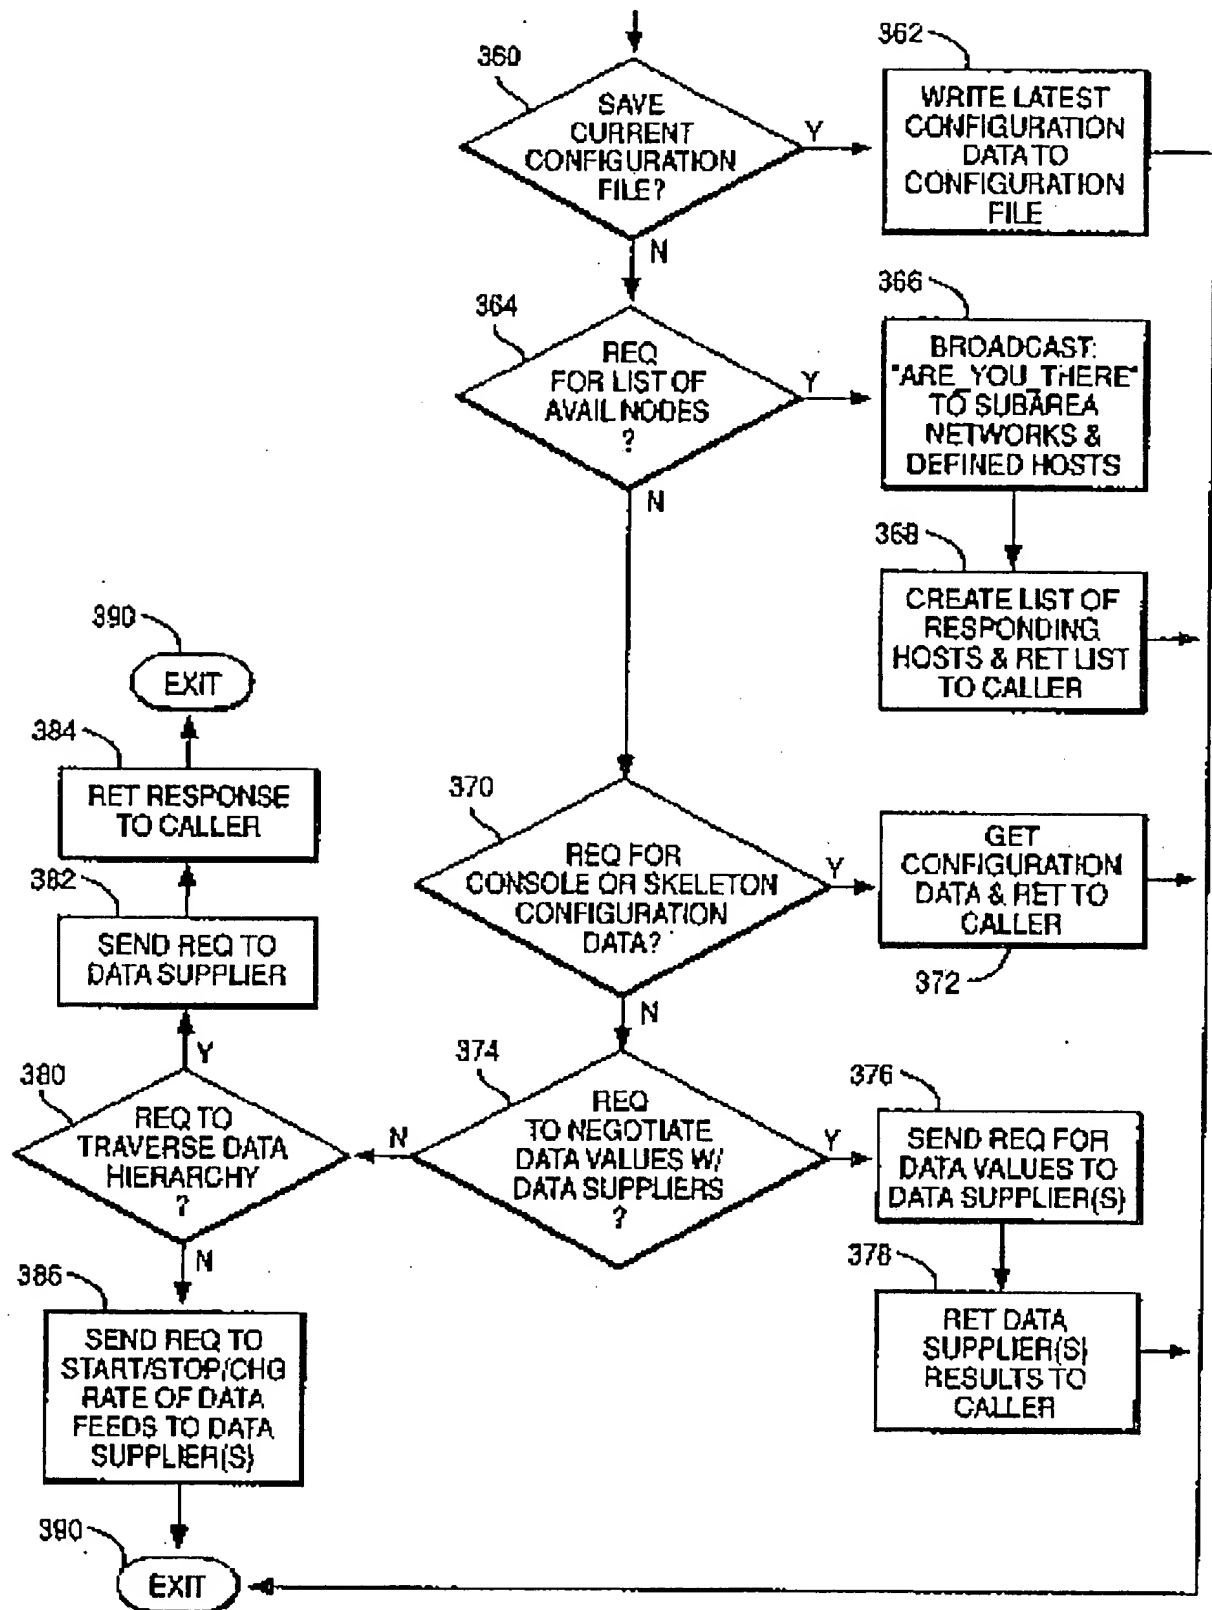 360
SAVE
CURRENT
CONFIGURATION
FILE?
Y
N
362
WRITE LATEST
CONFIGURATION
DATA TO
CONFIGURATION
FILE
364
REQ
FOR LIST OF
AVAIL NODES
?
Y
N
366
BROADCAST:
"ARE_YOU_THERE"
TO SUBAREA
NETWORKS &
DEFINED HOSTS
368
CREATE LIST OF
RESPONDING
HOSTS & RET LIST
TO CALLER
370
REQ FOR
CONSOLE OR SKELETON
CONFIGURATION
DATA?
Y
N
GET
CONFIGURATION
DATA & RET TO
CALLER
372
374
REQ
TO NEGOTIATE
DATA VALUES W/
DATA SUPPLIERS
?
Y
N
376
SEND REQ FOR
DATA VALUES TO
DATA SUPPLIER(S)
378
RET DATA
SUPPLIER(S)
RESULTS TO
CALLER
380
REQ TO
TRAVERSE DATA
HIERARCHY
?
Y
N
382
SEND REQ TO
DATA SUPPLIER
384
RET RESPONSE
TO CALLER
390
EXIT
386
SEND REQ TO
START/STOP/CHG
RATE OF DATA
FEEDS TO DATA
SUPPLIER(S)
390
EXIT